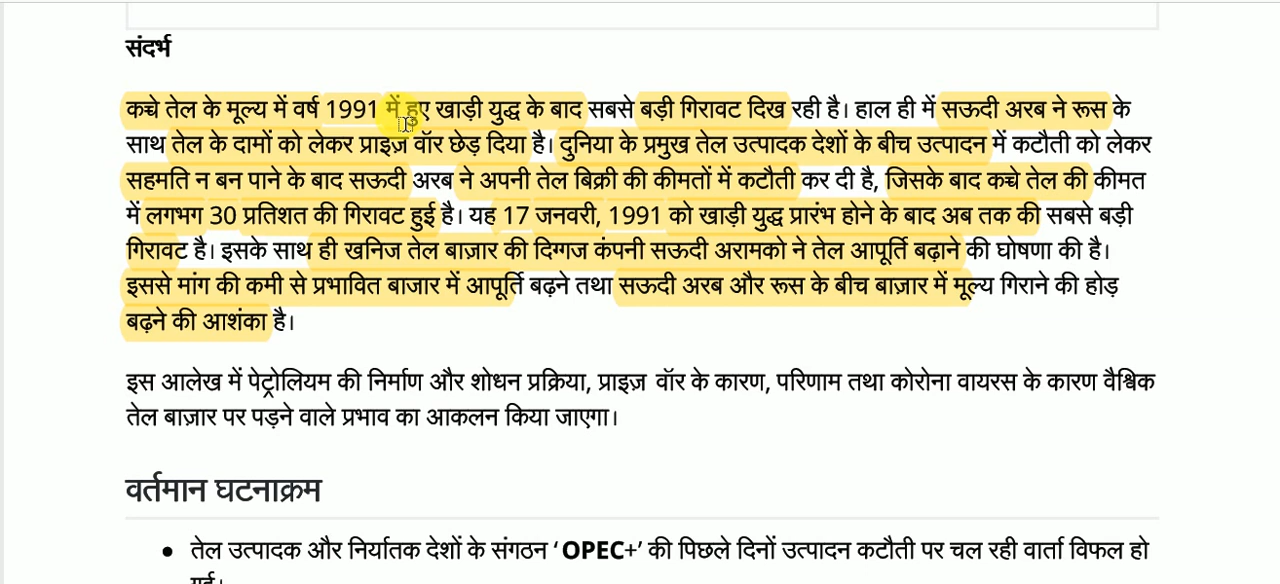 संदर्भ
कच्चे तेल के मूल्य में वर्ष 1991 में हुए खाड़ी युद्ध के बाद सबसे बड़ी गिरावट दिख रही है। हाल ही में सऊदी अरब ने रूस के
साथ तेल के दामों को लेकर प्राइज़ वॉर छेड़ दिया है। दुनिया के प्रमुख तेल उत्पादक देशों के बीच उत्पादन में कटौती को लेकर
सहमति न बन पाने के बाद सऊदी अरब ने अपनी तेल बिक्री की कीमतों में कटौती कर दी है, जिसके बाद कच्चे तेल की कीमत
में लगभग 30 प्रतिशत की गिरावट हुई है। यह 17 जनवरी, 1991 को खाड़ी युद्ध प्रारंभ होने के बाद अब तक की सबसे बड़ी
गिरावट है। इसके साथ ही खनिज तेल बाज़ार की दिग्गज कंपनी सऊदी अरामको ने तेल आपूर्ति बढ़ाने की घोषणा की है।
इससे मांग की कमी से प्रभावित बाजार में आपूर्ति बढ़ने तथा सऊदी अरब और रूस के बीच बाज़ार में मूल्य गिराने की होड़
बढ़ने की आशंका है।
इस आलेख में पेट्रोलियम की निर्माण और शोधन प्रक्रिया, प्राइज़ वॉर के कारण, परिणाम तथा कोरोना वायरस के कारण वैश्विक
तेल बाज़ार पर पड़ने वाले प्रभाव का आकलन किया जाएगा।
वर्तमान घटनाक्रम
• तेल उत्पादक और निर्यातक देशों के संगठन ‘OPEC+’ की पिछले दिनों उत्पादन कटौती पर चल रही वार्ता विफल हो
गई।